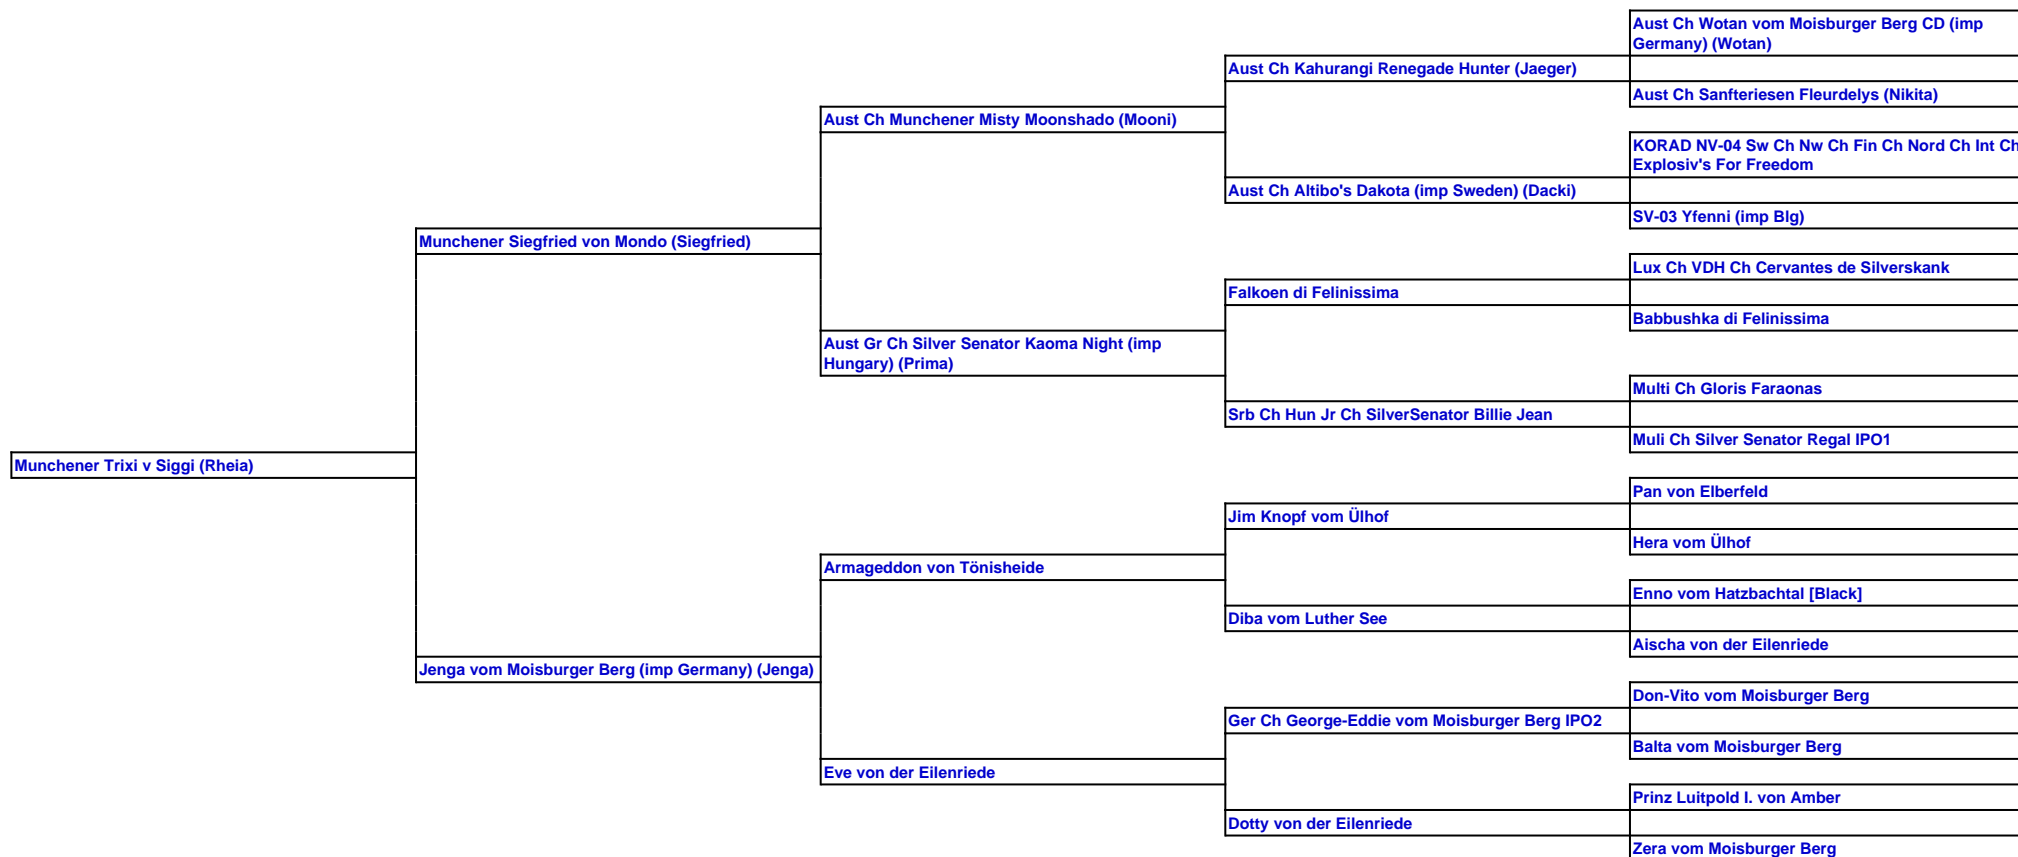 Aust Ch Wotan vom Moisburger Berg CD (imp
Germany) (Wotan)
Aust Ch Kahurangi Renegade Hunter (Jaeger)
Aust Ch Sanfteriesen Fleurdelys (Nikita)
Aust Ch Munchener Misty Moonshado (Mooni)
KORAD NV-04 Sw Ch Nw Ch Fin Ch Nord Ch Int Ch
Explosiv's For Freedom
Aust Ch Altibo's Dakota (imp Sweden) (Dacki)
SV-03 Yfenni (imp Blg)
Munchener Siegfried von Mondo (Siegfried)
Lux Ch VDH Ch Cervantes de Silverskank
Falkoen di Felinissima
Babbushka di Felinissima
Aust Gr Ch Silver Senator Kaoma Night (imp
Hungary) (Prima)
Multi Ch Gloris Faraonas
Srb Ch Hun Jr Ch SilverSenator Billie Jean
Muli Ch Silver Senator Regal IPO1
Munchener Trixi v Siggi (Rheia)
Pan von Elberfeld
Jim Knopf vom Ülhof
Hera vom Ülhof
Armageddon von Tönisheide
Enno vom Hatzbachtal [Black]
Diba vom Luther See
Aischa von der Eilenriede
Jenga vom Moisburger Berg (imp Germany) (Jenga)
Don-Vito vom Moisburger Berg
Ger Ch George-Eddie vom Moisburger Berg IPO2
Balta vom Moisburger Berg
Eve von der Eilenriede
Prinz Luitpold I. von Amber
Dotty von der Eilenriede
Zera vom Moisburger Berg